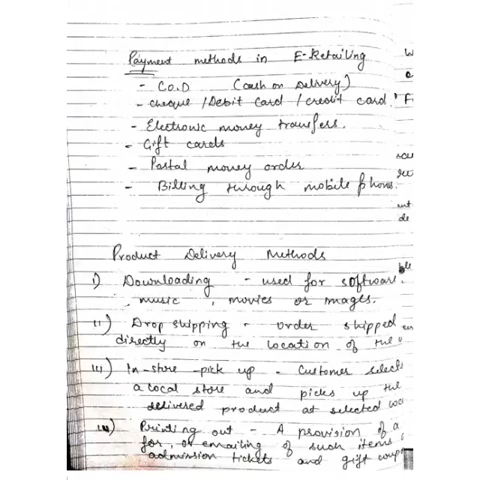 Payment methods in E-Retailing
- C.O.D (cash on Delivery)
- cheque / Debit Card / credit card
- Electronic money transfers.
- Gift cards
- Postal money order
- Billing through mobile phones
Product Delivery Methods
i) Downloading - used for software
music, movies or images.
ii) Drop shipping - order shipped
directly on the location of the
iii) In-store-pick up - Customer selects
a local store and picks up the
delivered product at selected
iv) Printing out - A provision of a
for, or emailing of such items
admission tickets and gift